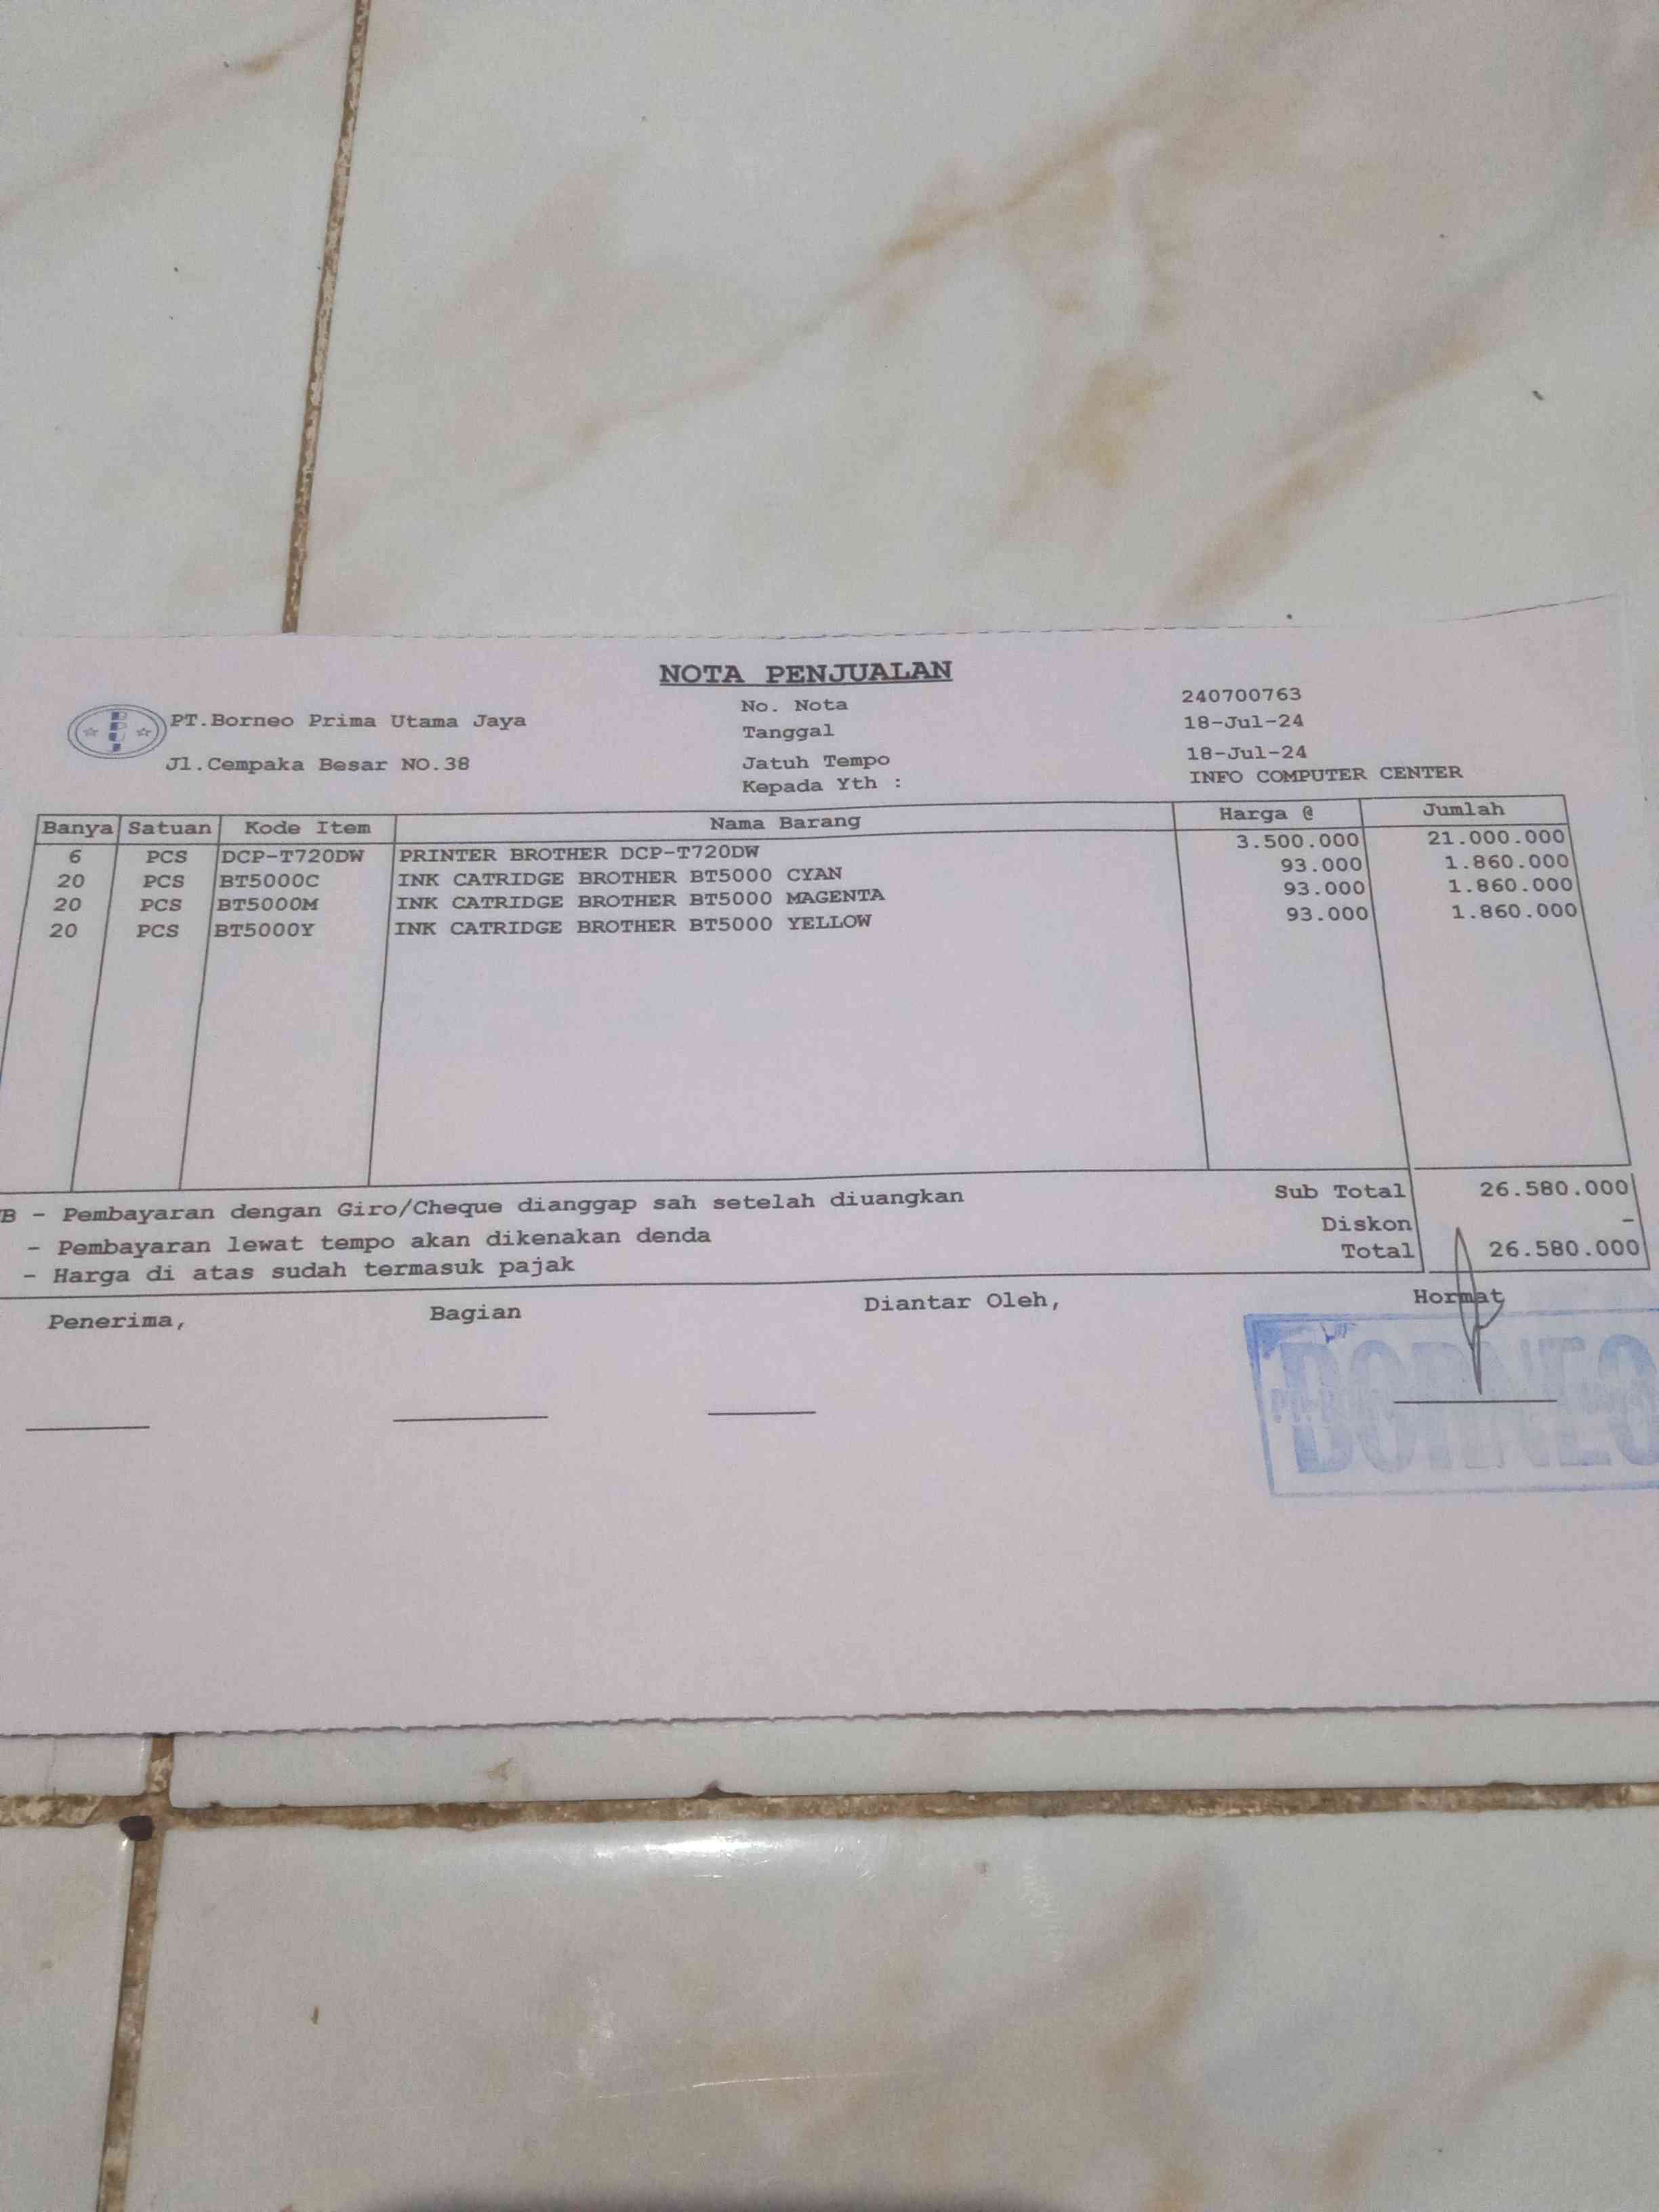 NOTA PENJUALAN
BPUJ
PT.Borneo Prima Utama Jaya
Jl.Cempaka Besar NO.38
No. Nota 240700763
Tanggal 18-Jul-24
Jatuh Tempo 18-Jul-24
Kepada Yth : INFO COMPUTER CENTER
Banya Satuan Kode Item Nama Barang Harga @ Jumlah
6 PCS DCP-T720DW PRINTER BROTHER DCP-T720DW 3.500.000 21.000.000
20 PCS BT5000C INK CATRIDGE BROTHER BT5000 CYAN 93.000 1.860.000
20 PCS BT5000M INK CATRIDGE BROTHER BT5000 MAGENTA 93.000 1.860.000
20 PCS BT5000Y INK CATRIDGE BROTHER BT5000 YELLOW 93.000 1.860.000
B - Pembayaran dengan Giro/Cheque dianggap sah setelah diuangkan Sub Total 26.580.000
- Pembayaran lewat tempo akan dikenakan denda Diskon -
- Harga di atas sudah termasuk pajak Total 26.580.000
Penerima, Bagian Diantar Oleh, Hormat
BORNEO